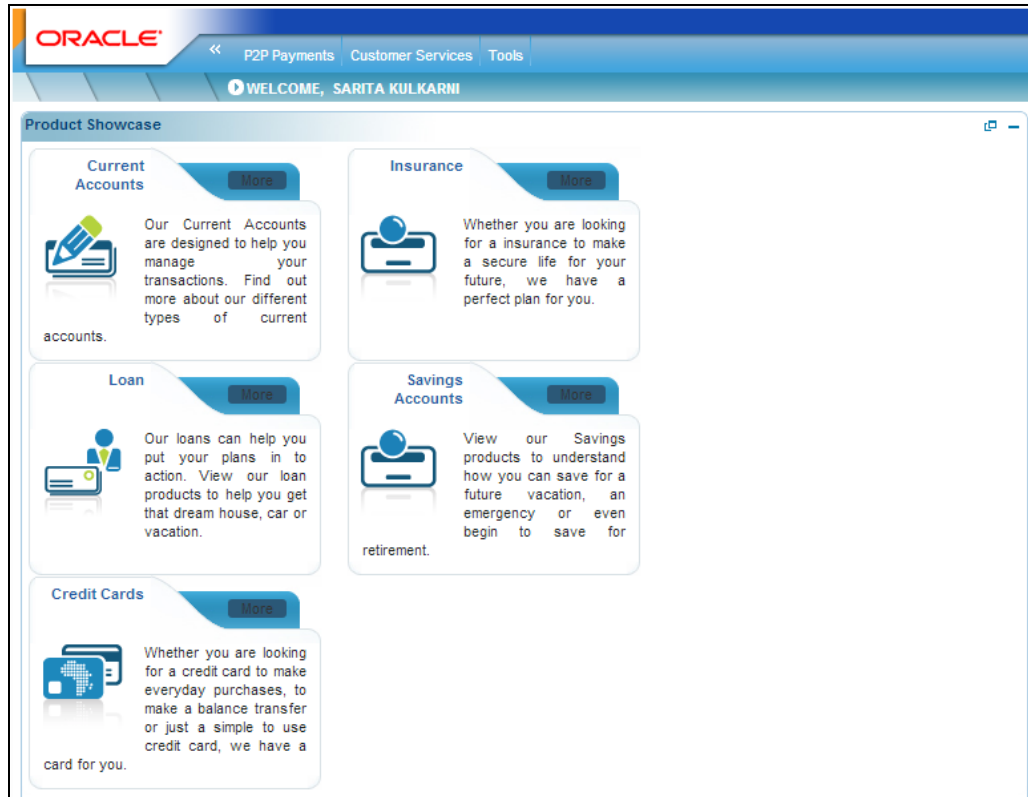 ORACLE
« P2P Payments Customer Services Tools
WELCOME, SARITA KULKARNI
Product Showcase
Current
Accounts
More
Our Current Accounts
are designed to help you
manage your
transactions. Find out
more about our different
types of current
accounts.
Insurance
More
Whether you are looking
for a insurance to make
a secure life for your
future, we have a
perfect plan for you.
Loan
More
Our loans can help you
put your plans in to
action. View our loan
products to help you get
that dream house, car or
vacation.
Savings
Accounts
More
View our Savings
products to understand
how you can save for a
future vacation, an
emergency or even
begin to save for
retirement.
Credit Cards
More
Whether you are looking
for a credit card to make
everyday purchases, to
make a balance transfer
or just a simple to use
credit card, we have a
card for you.